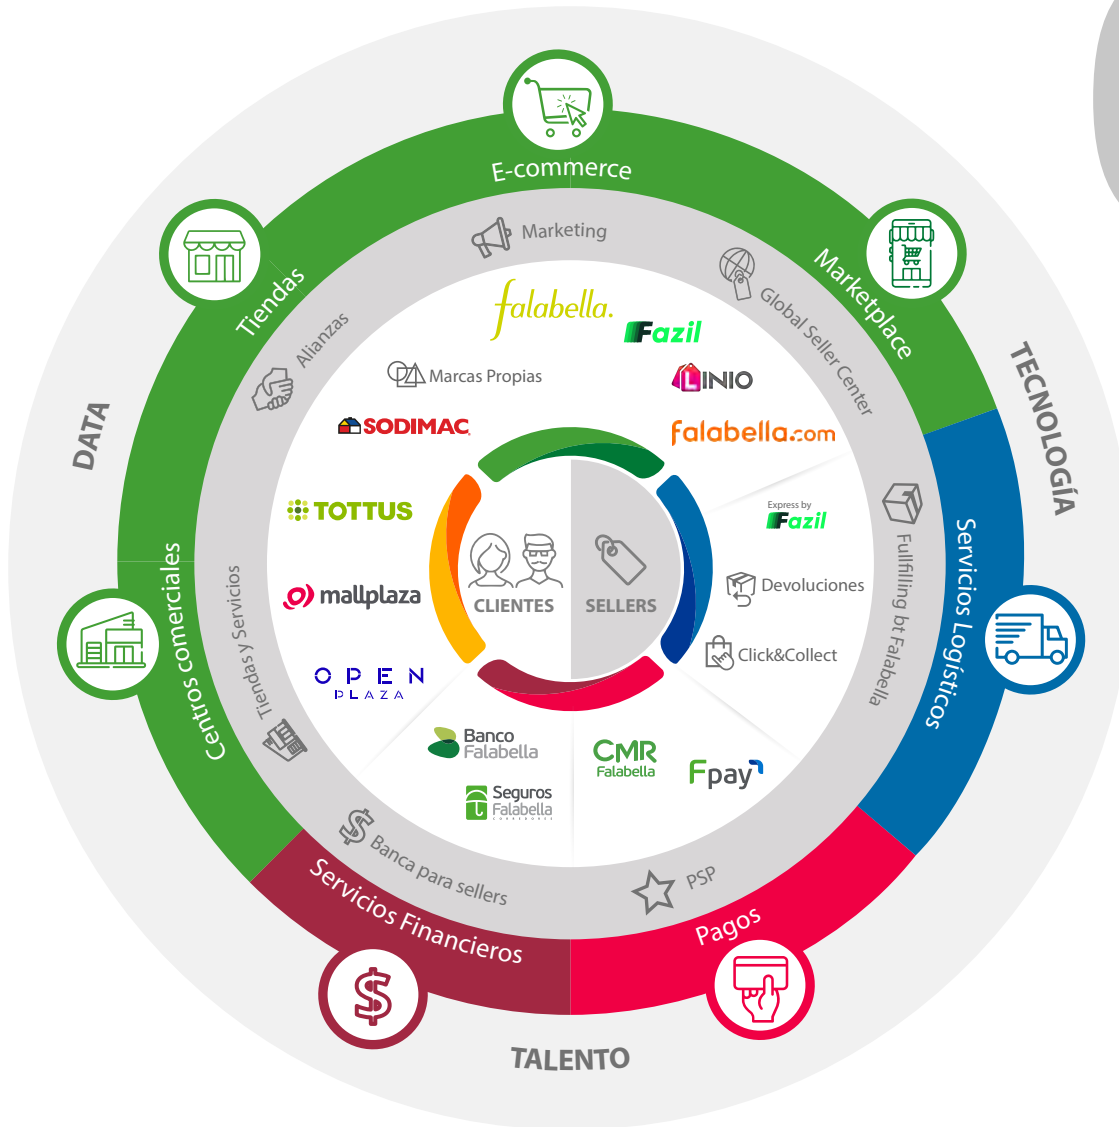 E-commerce
Marketing
Marketplace
Tiendas
Global Seller Center
Alianzas
falabella.
Fazil
Marcas Propias
LINIO
SODIMAC
falabella.com
TECNOLOGÍA
DATA
TOTTUS
Express by
Fazil
CLIENTES
SELLERS
Devoluciones
mallplaza
Click&Collect
Fullfilling bt Falabella
Servicios Logísticos
Centros comerciales
Tiendas y Servicios
OPEN
PLAZA
Banco
Falabella
CMR
Falabella
Fpay
Seguros
Falabella
CORREDORES
Banca para sellers
PSP
Servicios Financieros
Pagos
TALENTO